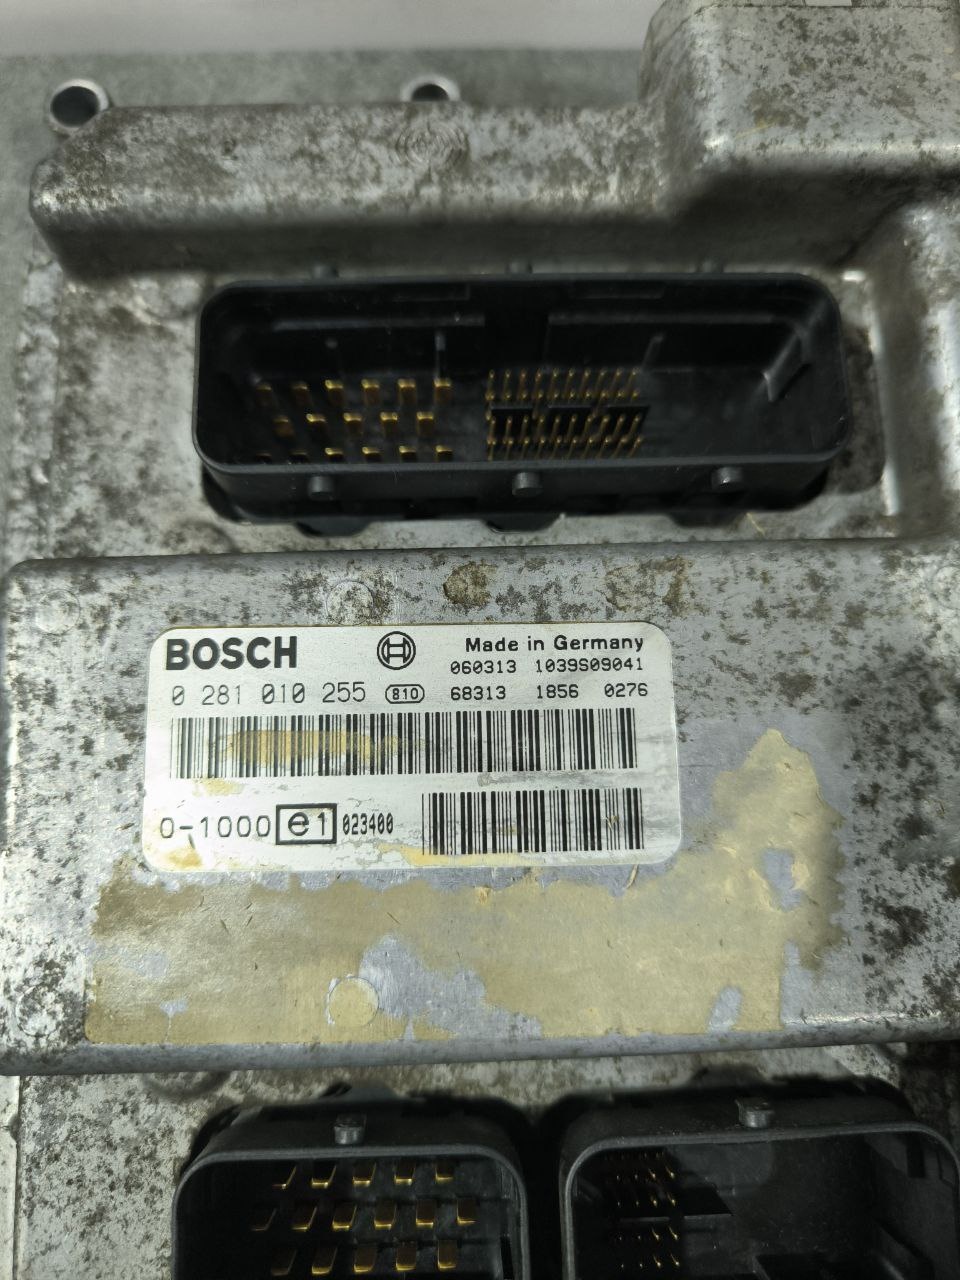 BOSCH
Made in Germany
060313 1039S09041
0 281 010 255 810 68313 1856 0276
0-1000 e1 023400